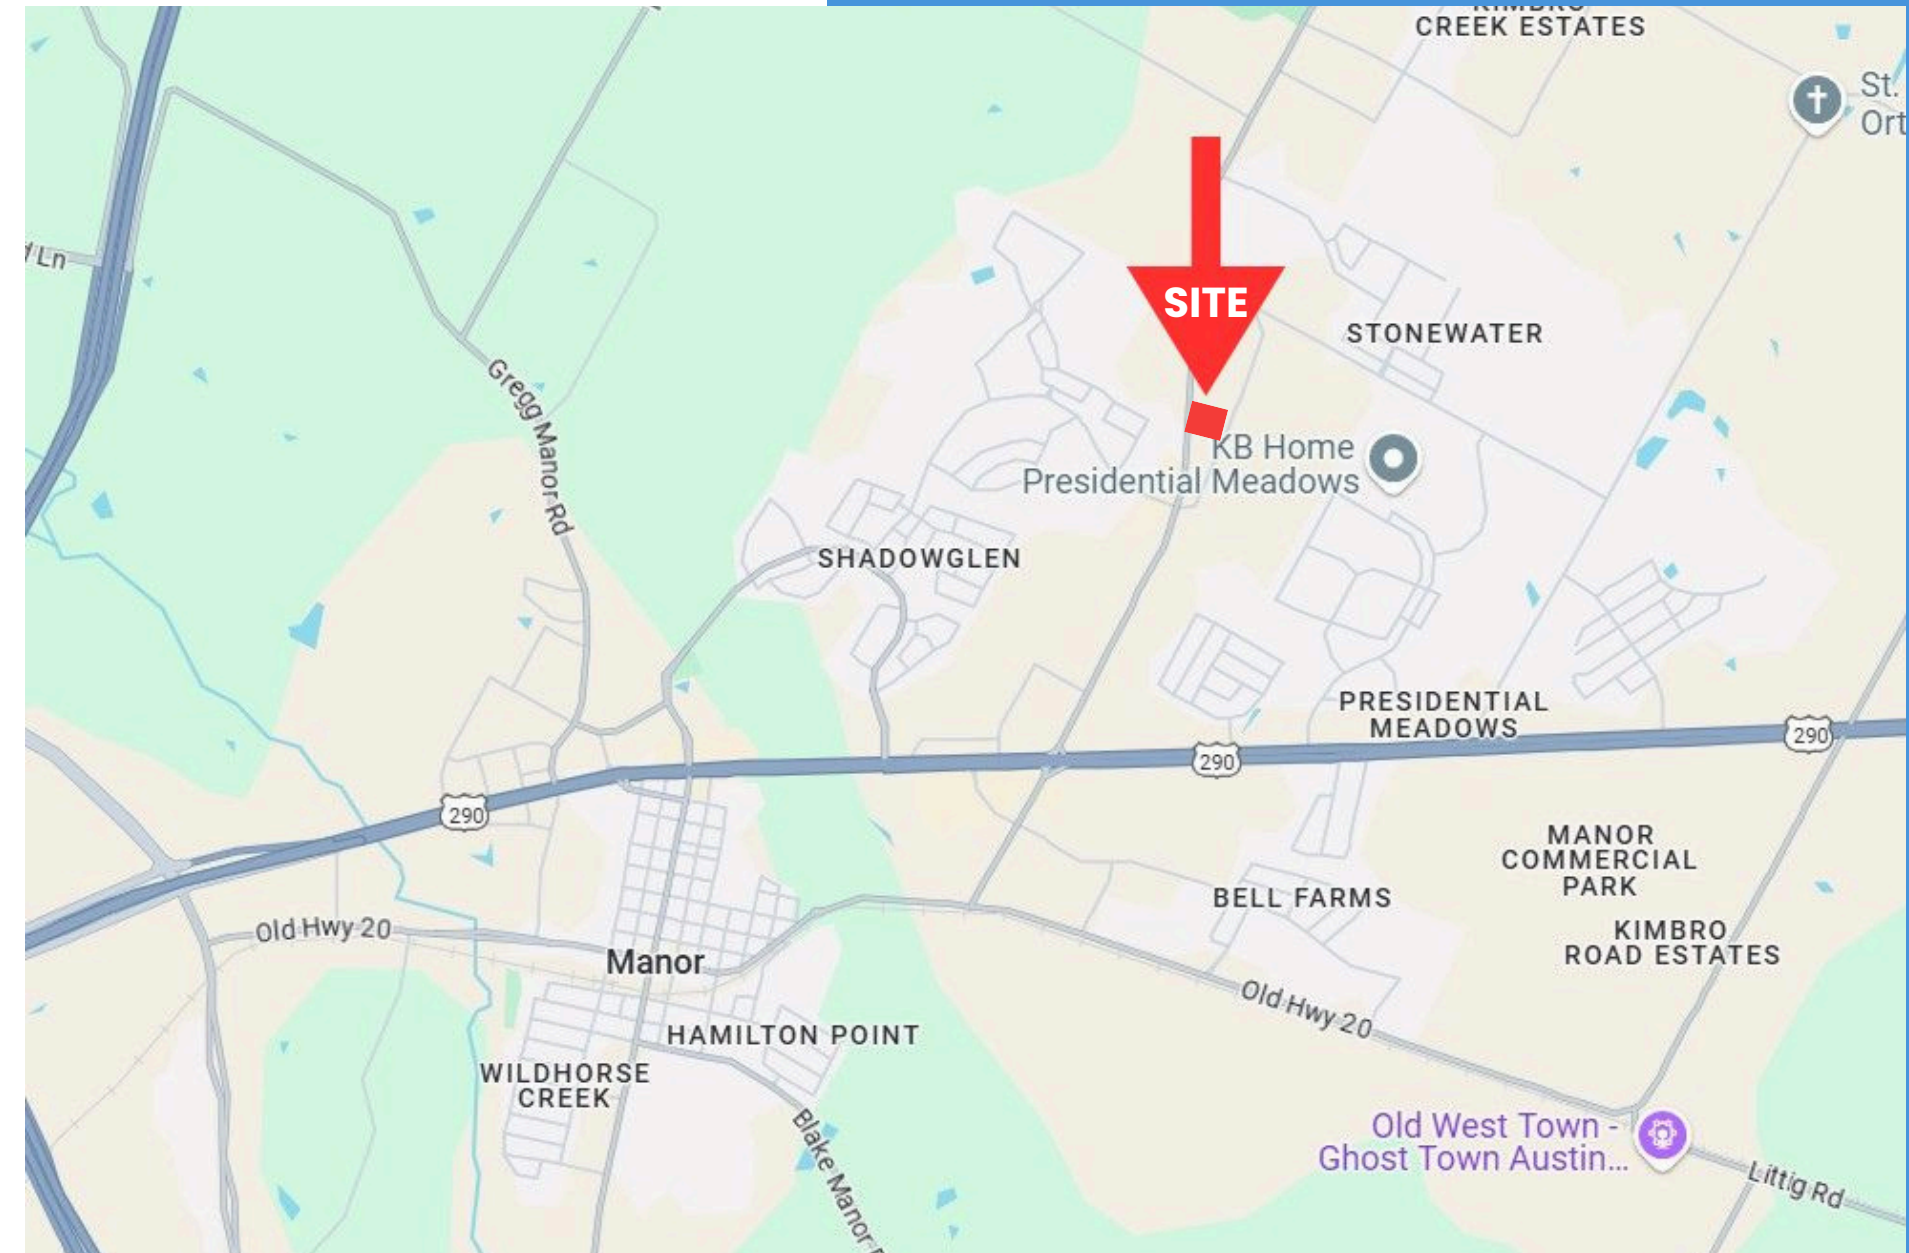 KIMBRO
CREEK ESTATES
St.
Ort
Ln
SITE
STONEWATER
Gregg Manor Rd
KB Home
Presidential Meadows
SHADOWGLEN
PRESIDENTIAL
MEADOWS
290
290
290
MANOR
COMMERCIAL
PARK
BELL FARMS
Old Hwy 20
KIMBRO
ROAD ESTATES
Manor
Old Hwy 20
HAMILTON POINT
WILDHORSE
CREEK
Blake Manor
Old West Town -
Ghost Town Austin...
Littig Rd